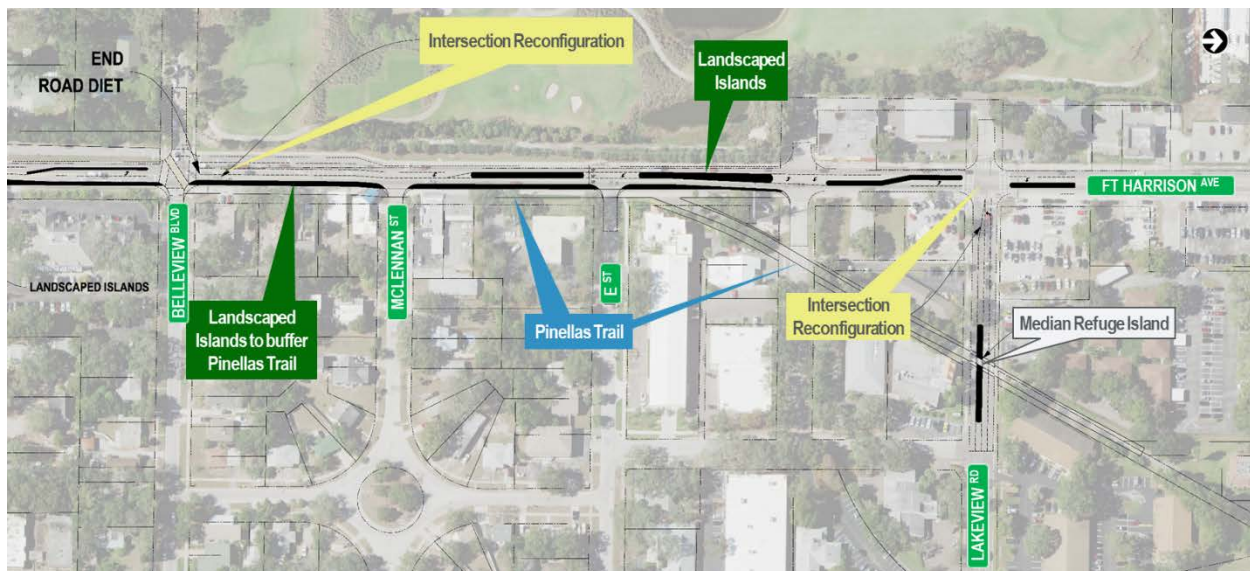 END
ROAD DIET
Intersection Reconfiguration
Landscaped
Islands
FT HARRISON AVE
BELLEVIEW BLVD
LANDSCAPED ISLANDS
Landscaped
Islands to buffer
Pinellas Trail
MCLENNAN ST
E ST
Pinellas Trail
Intersection
Reconfiguration
Median Refuge Island
LAKEVIEW RD